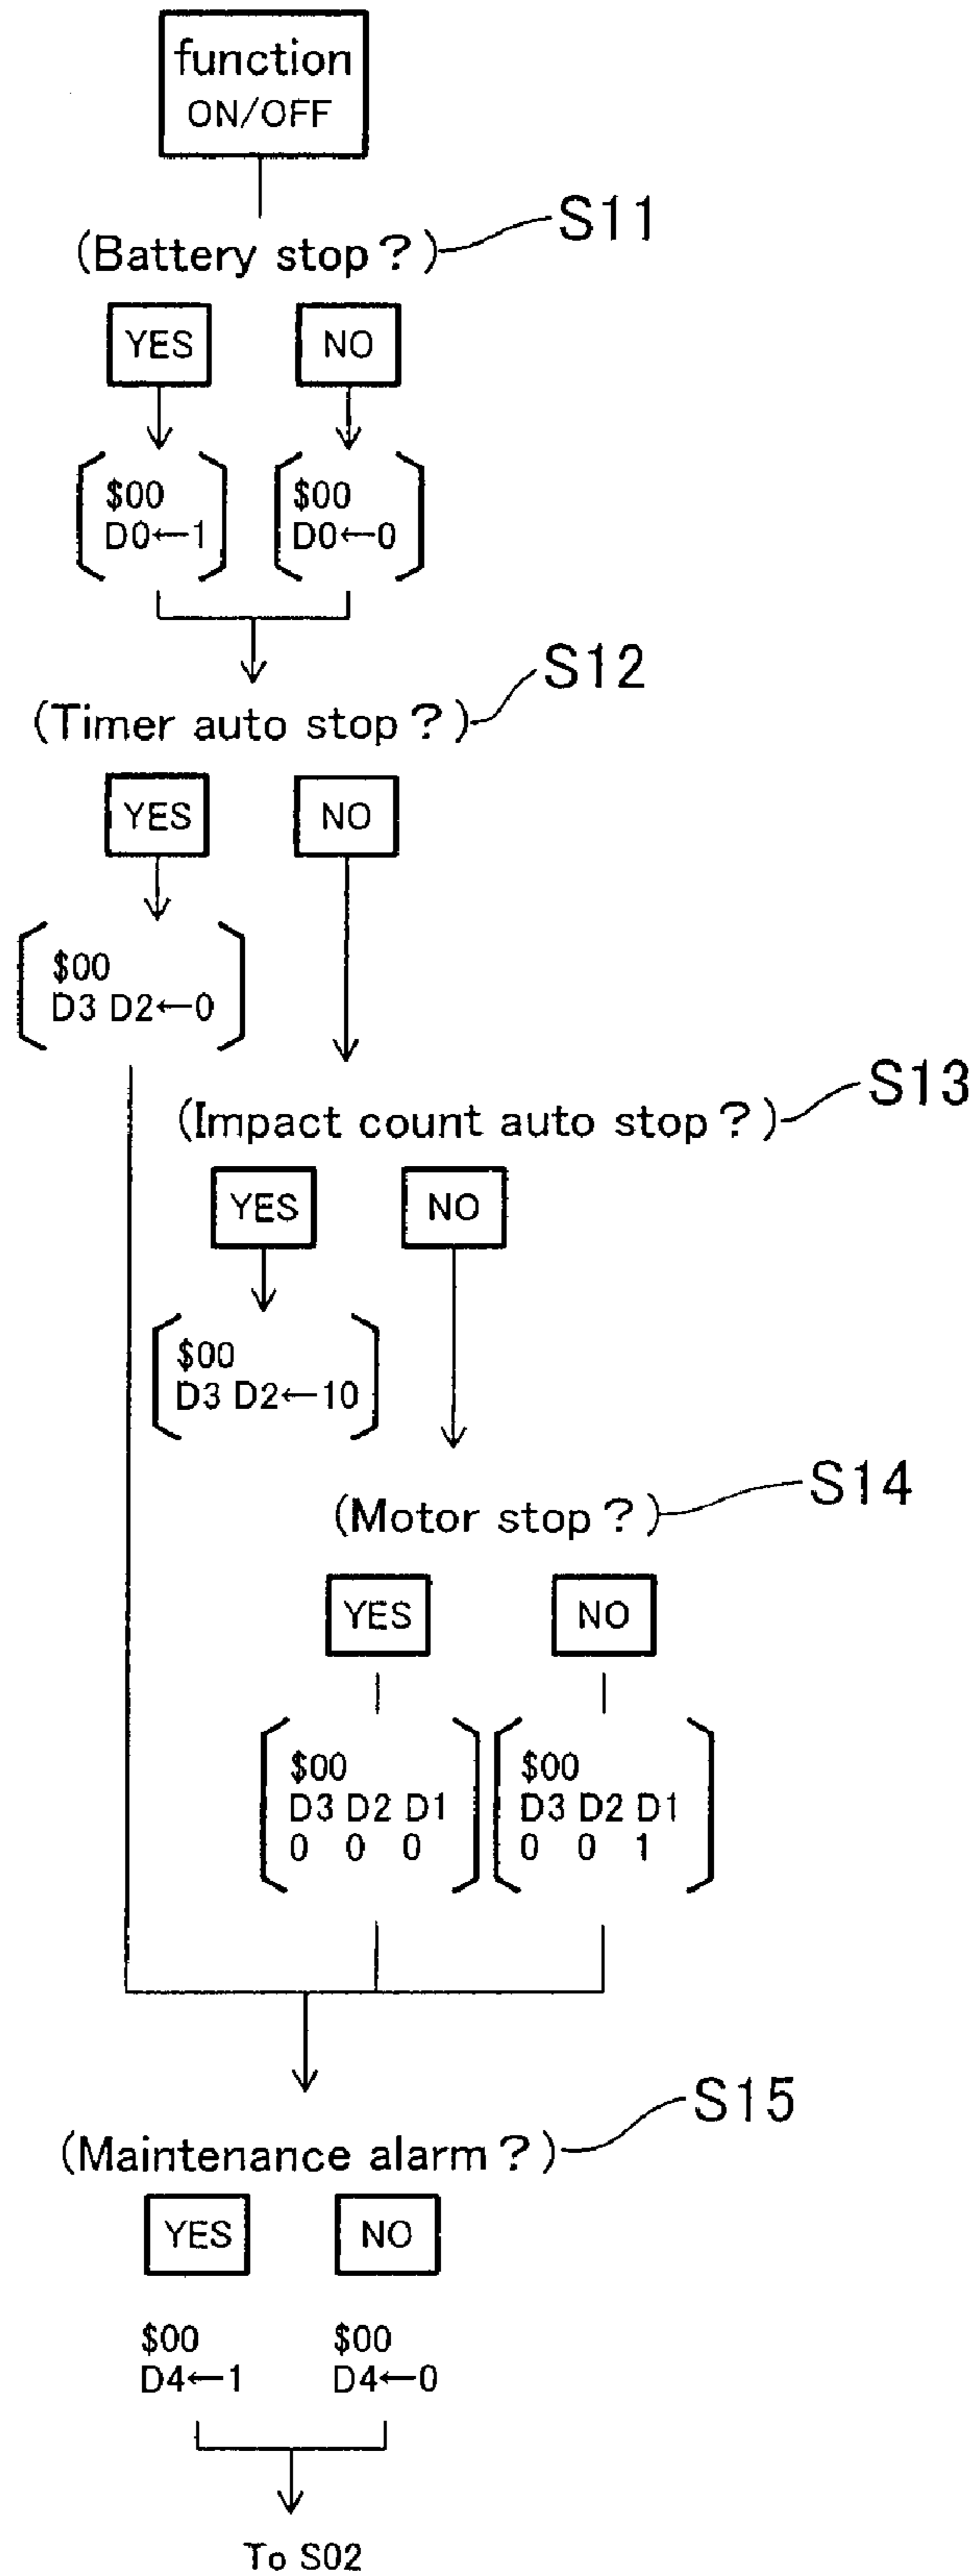 function
ON/OFF
S11
(Battery stop?)
YES NO
$00 $00
D0←1 D0←0
S12
(Timer auto stop?)
YES NO
$00
D3 D2←0
S13
(Impact count auto stop?)
YES NO
$00
D3 D2←10
S14
(Motor stop?)
YES NO
$00 $00
D3 D2 D1 D3 D2 D1
0 0 0 0 0 1
S15
(Maintenance alarm?)
YES NO
$00 $00
D4←1 D4←0
To S02